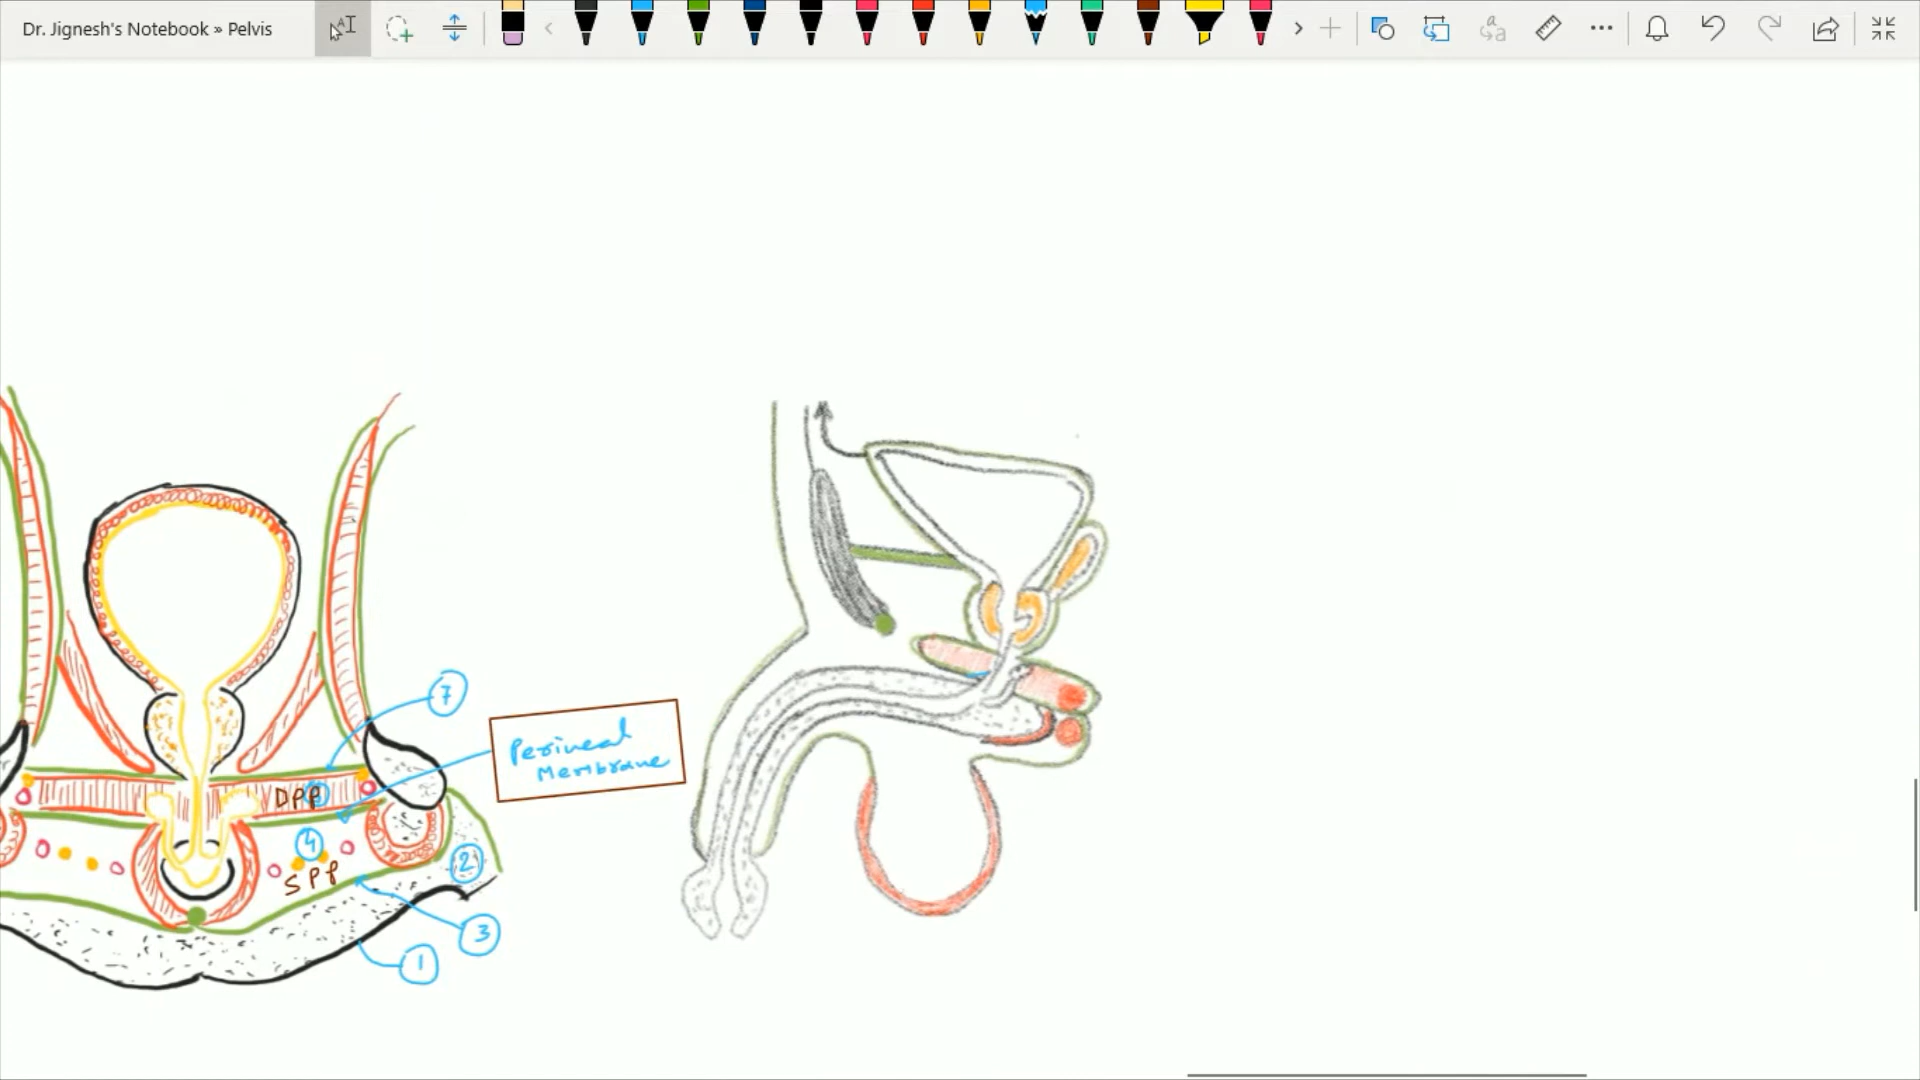 Dr. Jignesh's Notebook » Pelvis
7
Perineal
Membrane
DPP
4
SPP
2
3
1